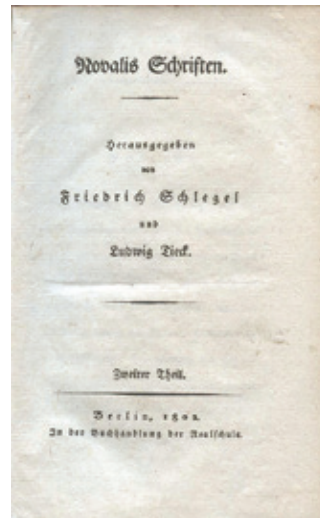 Novalis Schriften.
Herausgegeben
von
Friedrich Schlegel
und
Ludwig Tieck.
Zweiter Theil.
Berlin, 1802.
In der Buchhandlung der Realschule.